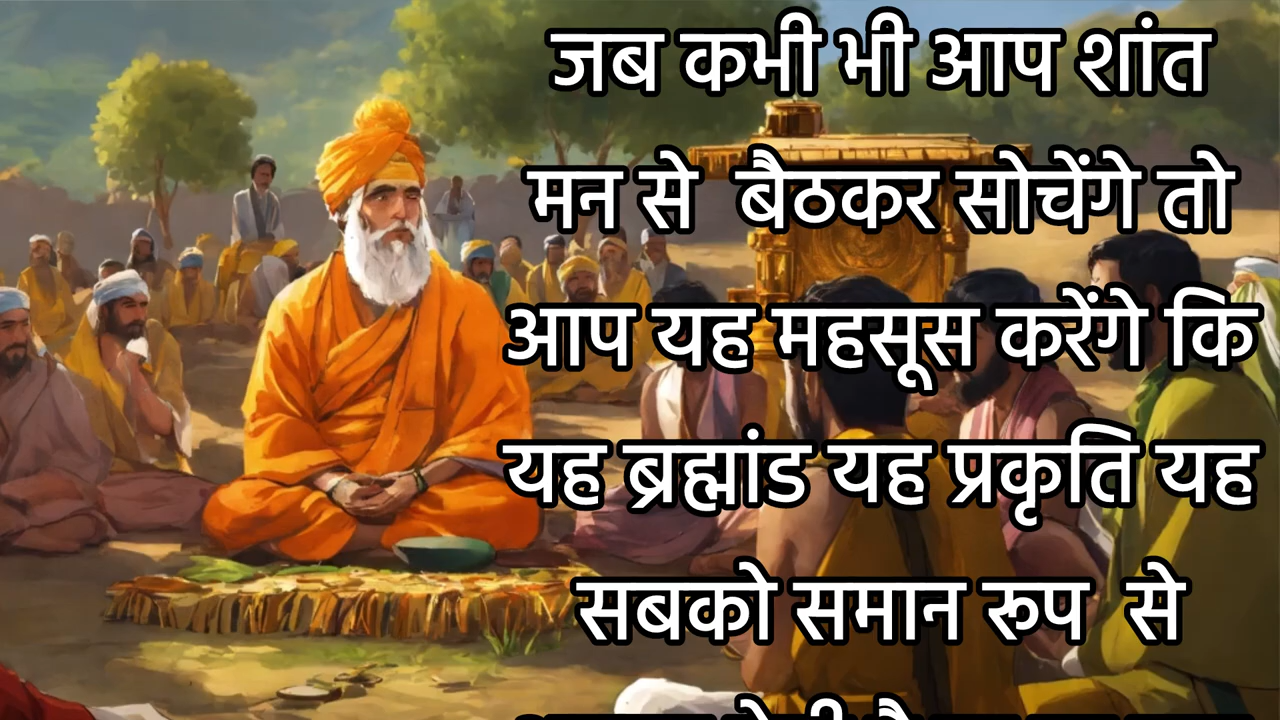 जब कभी भी आप शांत
मन से बैठकर सोचेंगे तो
आप यह महसूस करेंगे कि
यह ब्रह्मांड यह प्रकृति यह
सबको समान रूप से